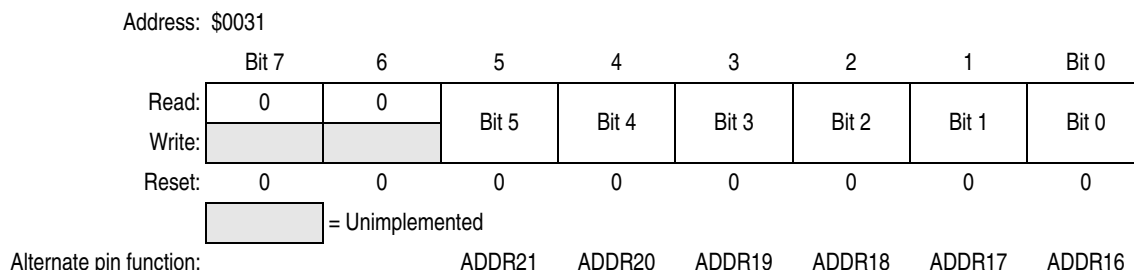 Address: $0031
Bit 7 6 5 4 3 2 1 Bit 0
Read: 0 0 Bit 5 Bit 4 Bit 3 Bit 2 Bit 1 Bit 0
Write:
Reset: 0 0 0 0 0 0 0 0
= Unimplemented
Alternate pin function: ADDR21 ADDR20 ADDR19 ADDR18 ADDR17 ADDR16